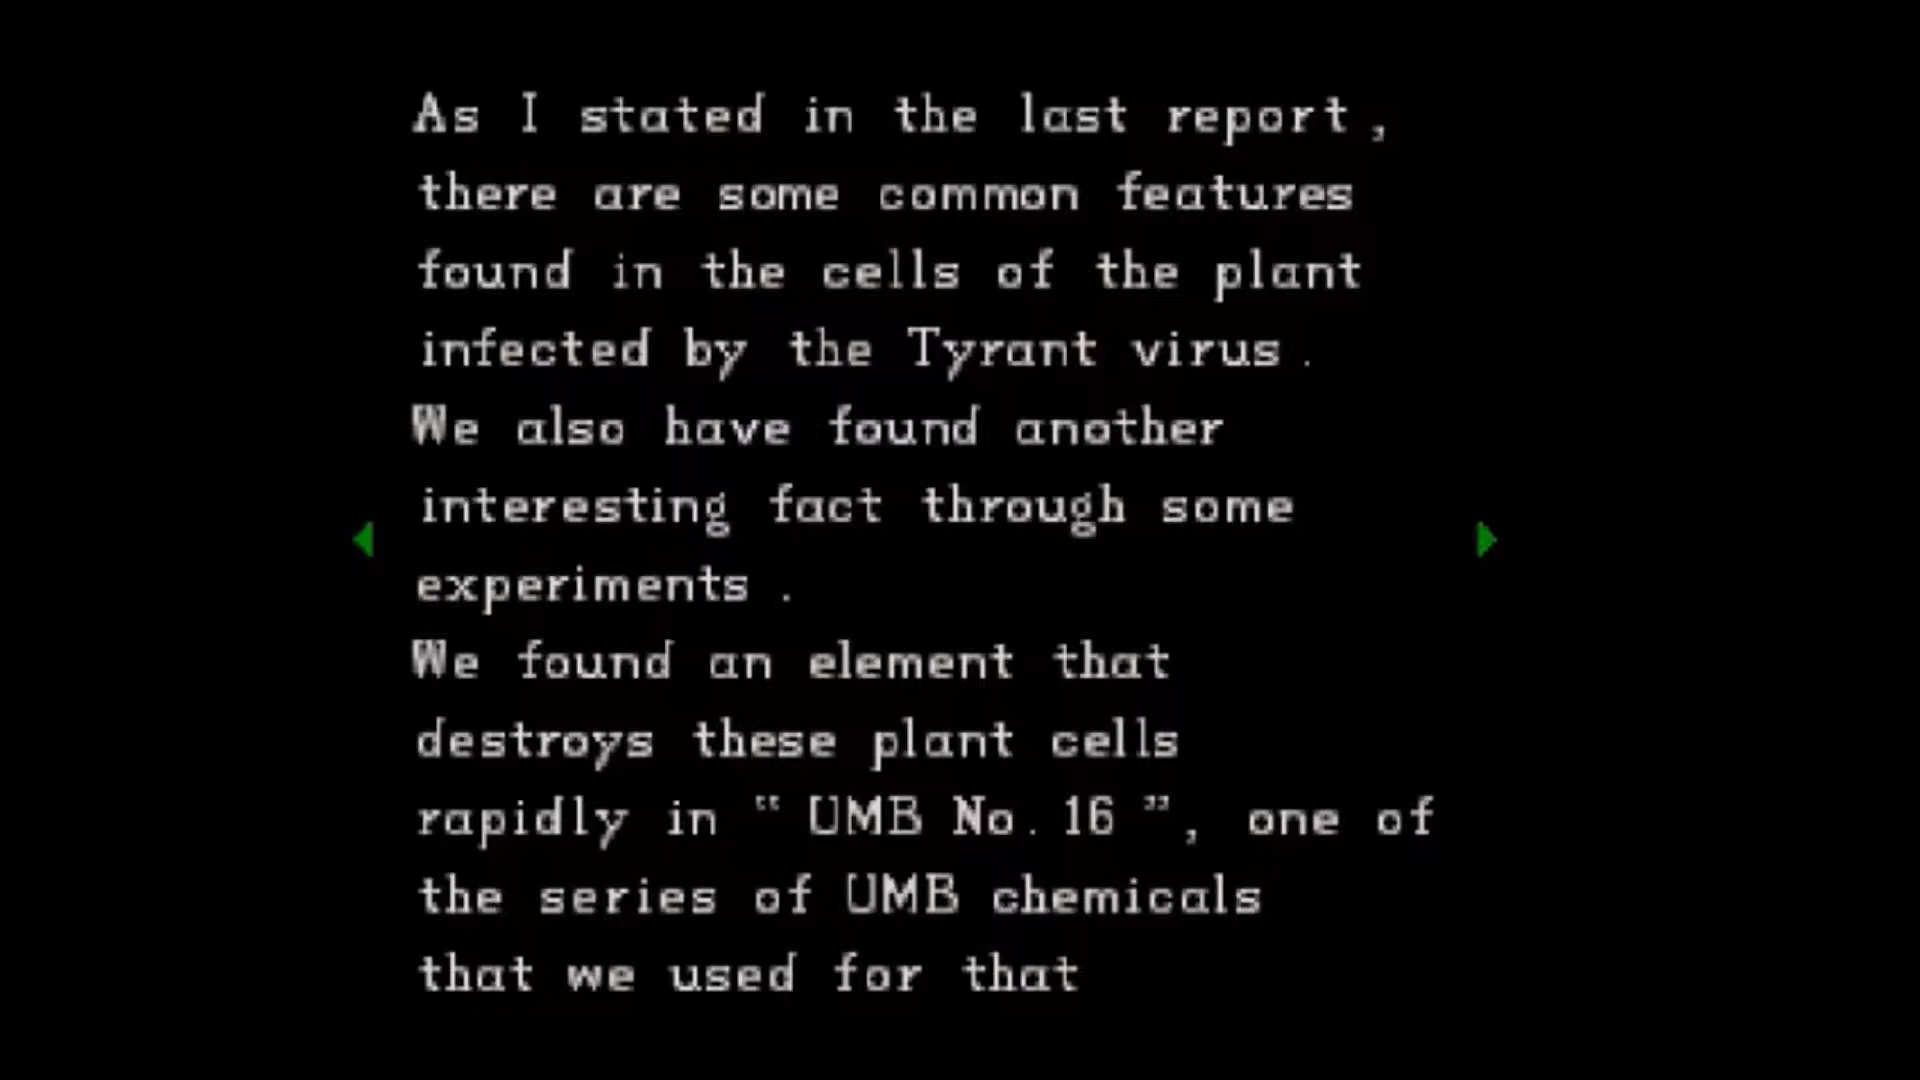 As I stated in the last report,
there are some common features
found in the cells of the plant
infected by the Tyrant virus.
We also have found another
interesting fact through some
experiments.
We found an element that
destroys these plant cells
rapidly in “ UMB No.16 ”, one of
the series of UMB chemicals
that we used for that